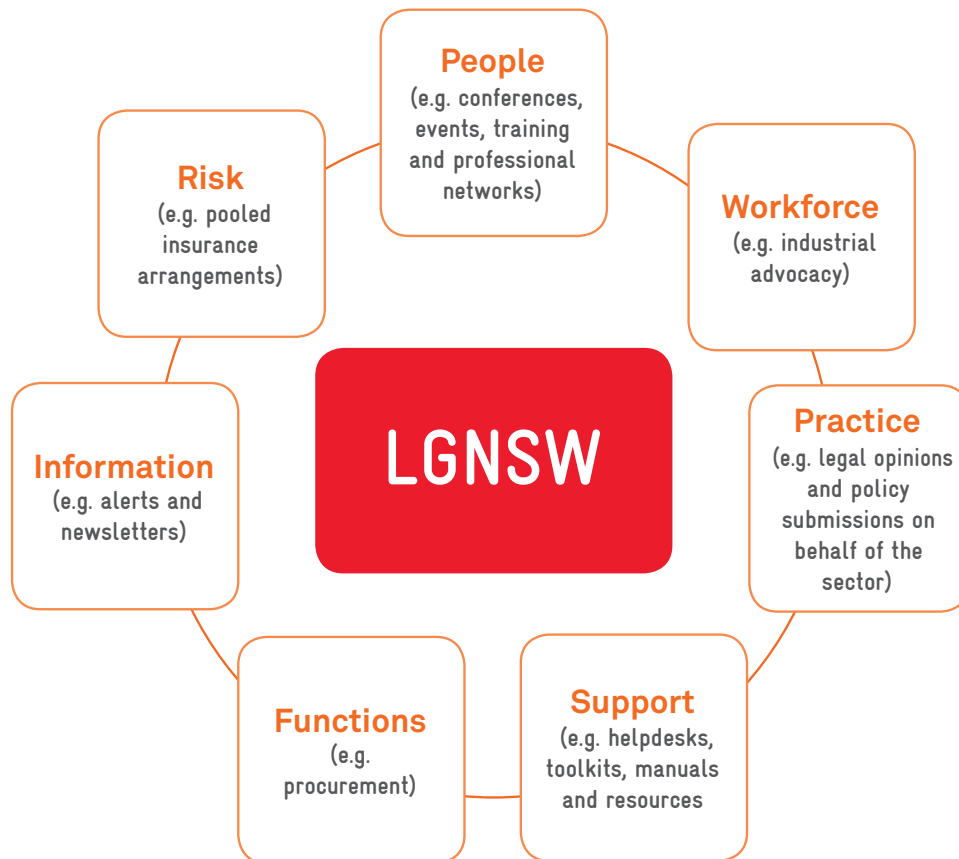 People
(e.g. conferences,
events, training
and professional
networks)
Risk
(e.g. pooled
insurance
arrangements)
Workforce
(e.g. industrial
advocacy)
LGNSW
Information
(e.g. alerts and
newsletters)
Practice
(e.g. legal opinions
and policy
submissions on
behalf of the
sector)
Functions
(e.g.
procurement)
Support
(e.g. helpdesks,
toolkits, manuals
and resources